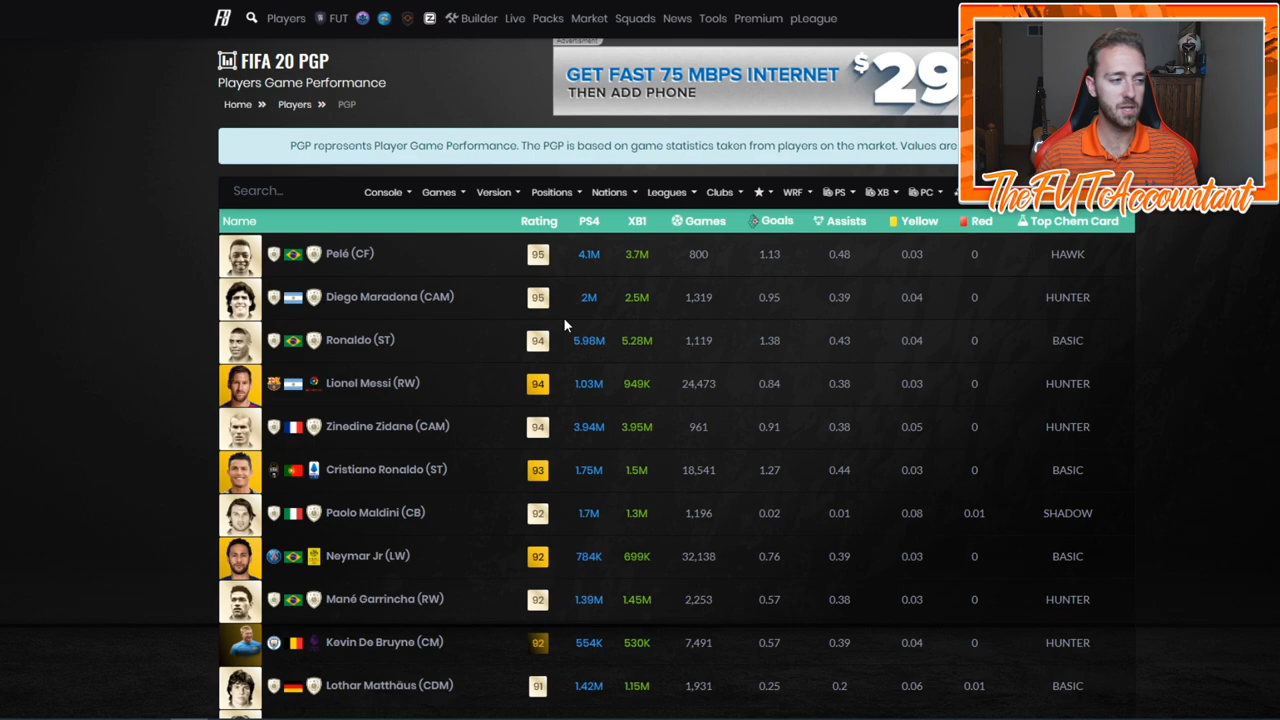 FB Players FUT Z Builder Live Packs Market Squads News Tools Premium pLeague
FIFA 20 PGP
Players Game Performance
Home » Players » PGP
Advertisement
GET FAST 75 MBPS INTERNET
THEN ADD PHONE
$29
PGP represents Player Game Performance. The PGP is based on game statistics taken from players on the market. Values are
TheFUTAccountant
Search... Console Games Version Positions Nations Leagues Clubs WRF PS XB PC
Name Rating PS4 XB1 Games Goals Assists Yellow Red Top Chem Card
Pelé (CF) 95 4.1M 3.7M 800 1.13 0.48 0.03 0 HAWK
Diego Maradona (CAM) 95 2M 2.5M 1,319 0.95 0.39 0.04 0 HUNTER
Ronaldo (ST) 94 5.98M 5.28M 1,119 1.38 0.43 0.04 0 BASIC
Lionel Messi (RW) 94 1.03M 949K 24,473 0.84 0.38 0.03 0 HUNTER
Zinedine Zidane (CAM) 94 3.94M 3.95M 961 0.91 0.38 0.05 0 HUNTER
Cristiano Ronaldo (ST) 93 1.75M 1.5M 18,541 1.27 0.44 0.03 0 BASIC
Paolo Maldini (CB) 92 1.7M 1.3M 1,196 0.02 0.01 0.08 0.01 SHADOW
Neymar Jr (LW) 92 784K 699K 32,138 0.76 0.39 0.03 0 BASIC
Mané Garrincha (RW) 92 1.39M 1.45M 2,253 0.57 0.38 0.03 0 HUNTER
Kevin De Bruyne (CM) 92 554K 530K 7,491 0.57 0.39 0.04 0 HUNTER
Lothar Matthäus (CDM) 91 1.42M 1.15M 1,931 0.25 0.2 0.06 0.01 BASIC